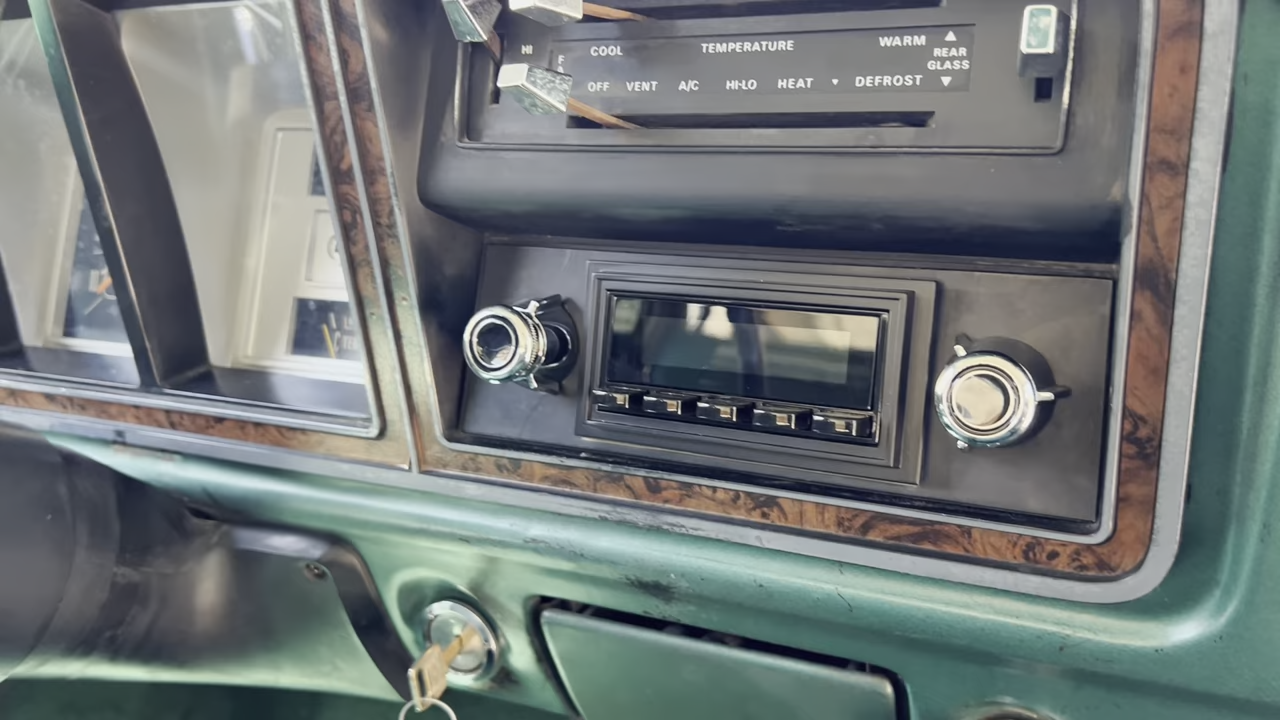 HI
COOL TEMPERATURE WARM ▲
REAR
GLASS
OFF VENT A/C HI-LO HEAT ▼ DEFROST ▼